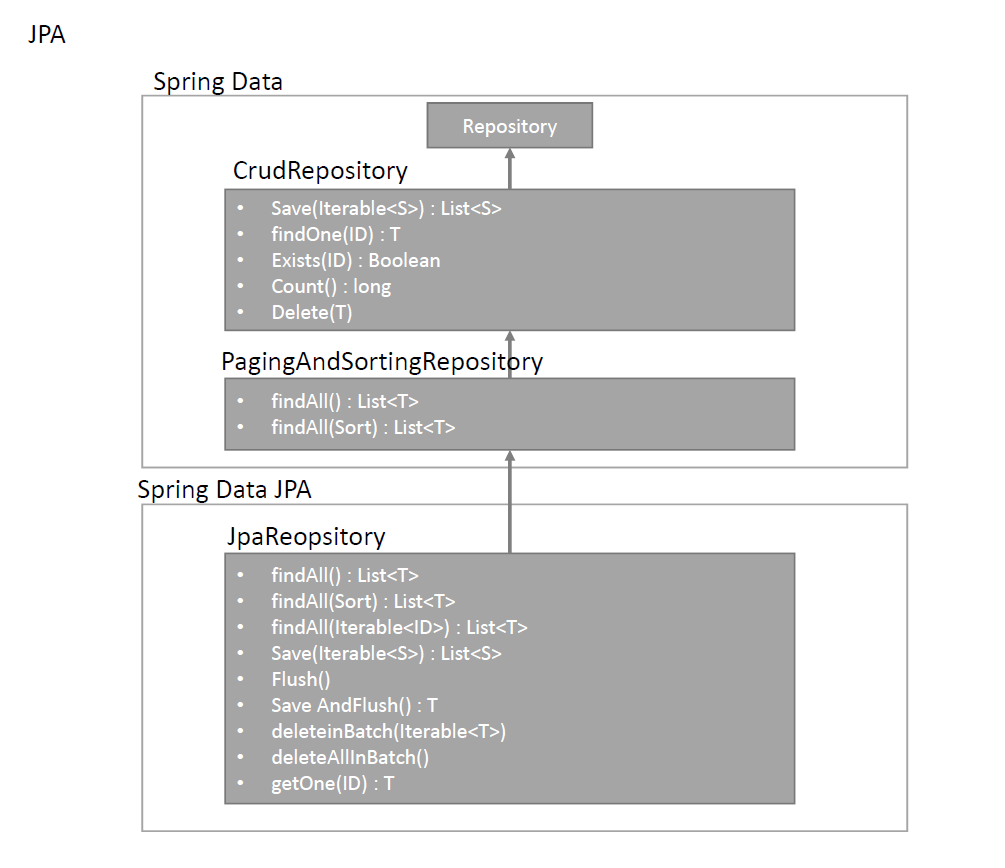 JPA
Spring Data
Repository
CrudRepository
• Save(Iterable<S>) : List<S>
• findOne(ID) : T
• Exists(ID) : Boolean
• Count() : long
• Delete(T)
PagingAndSortingRepository
• findAll() : List<T>
• findAll(Sort) : List<T>
Spring Data JPA
JpaReopsitory
• findAll() : List<T>
• findAll(Sort) : List<T>
• findAll(Iterable<ID>) : List<T>
• Save(Iterable<S>) : List<S>
• Flush()
• Save AndFlush() : T
• deleteinBatch(Iterable<T>)
• deleteAllInBatch()
• getOne(ID) : T